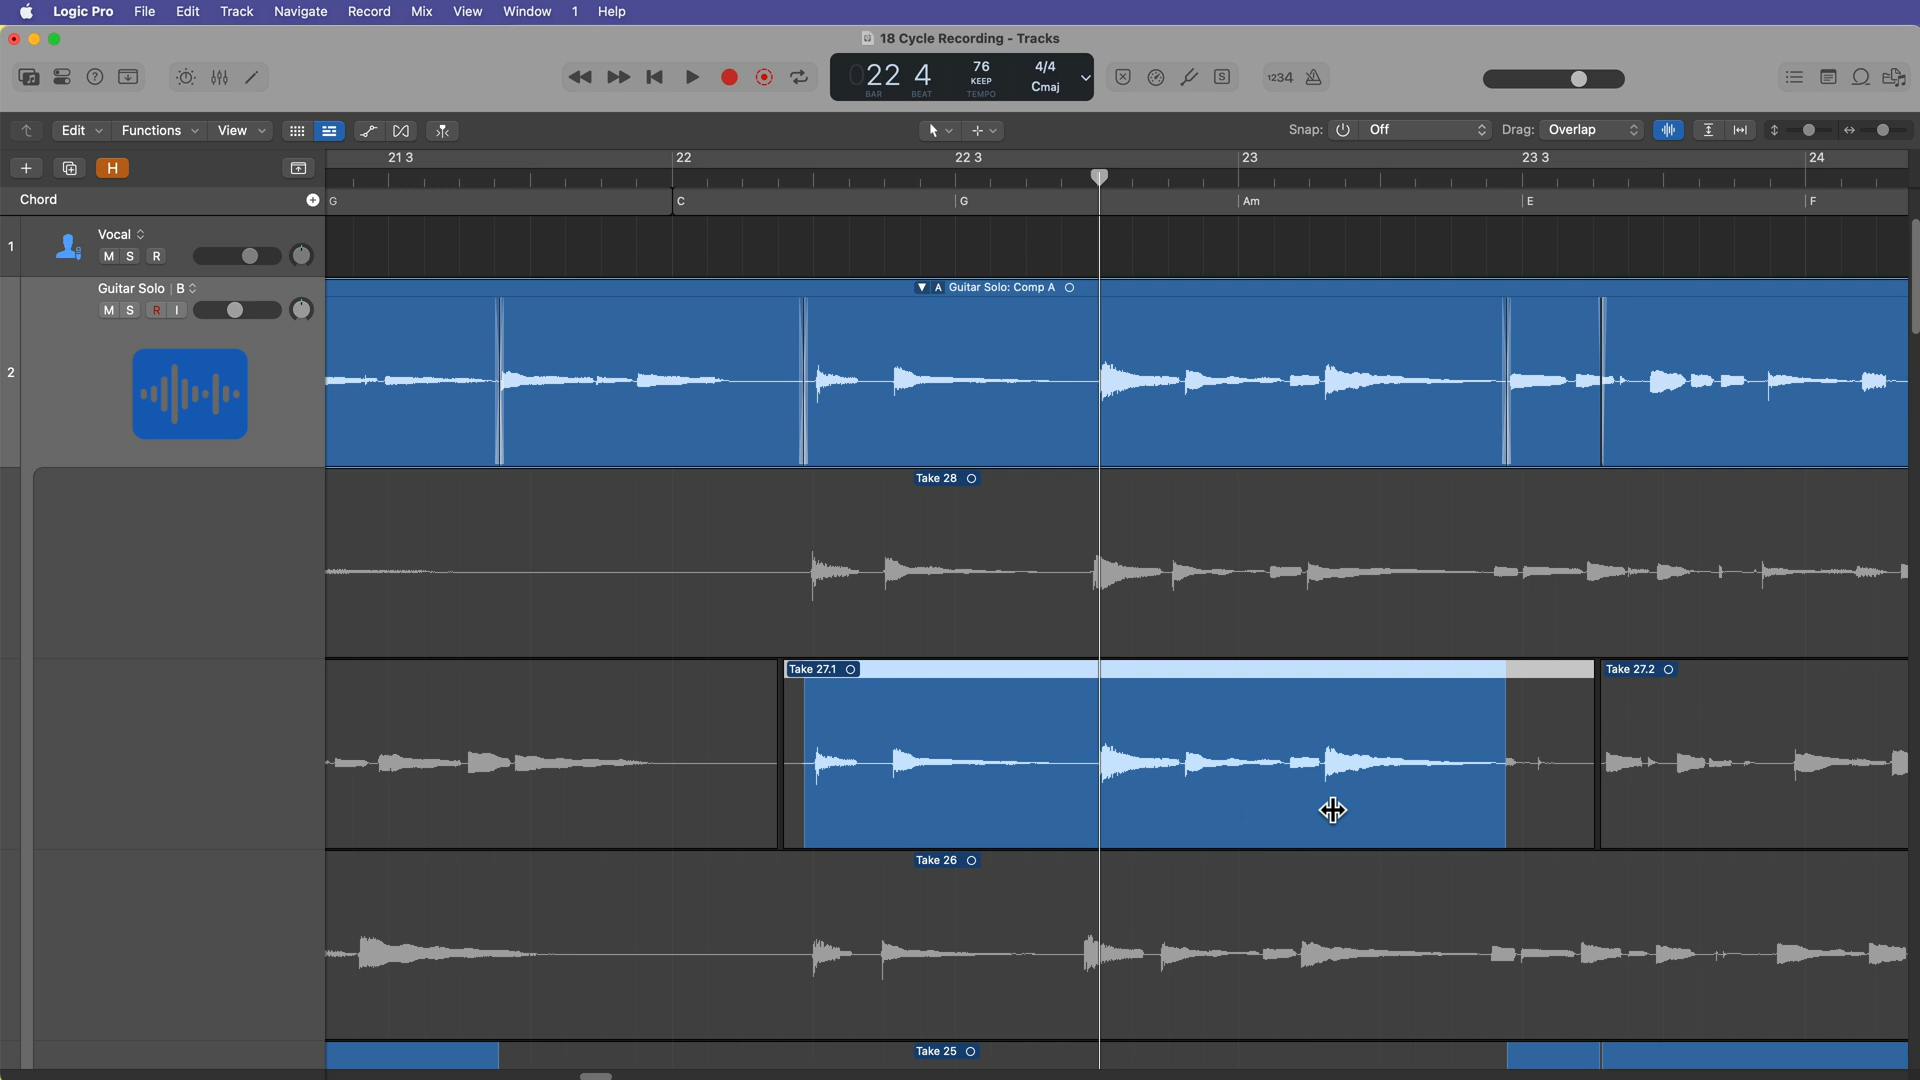 Logic Pro File Edit Track Navigate Record Mix View Window 1 Help
18 Cycle Recording - Tracks
022 4 76 4/4
KEEP Cmaj
BAR BEAT TEMPO
1234
S
Edit Functions View
Snap: Off Drag: Overlap
H
21 3 22 22 3 23 23 3 24
Chord
G C G Am E F
1 Vocal
M S R
Guitar Solo B
M S R I
2
A Guitar Solo: Comp A
Take 28
Take 27.1
Take 27.2
Take 26
Take 25